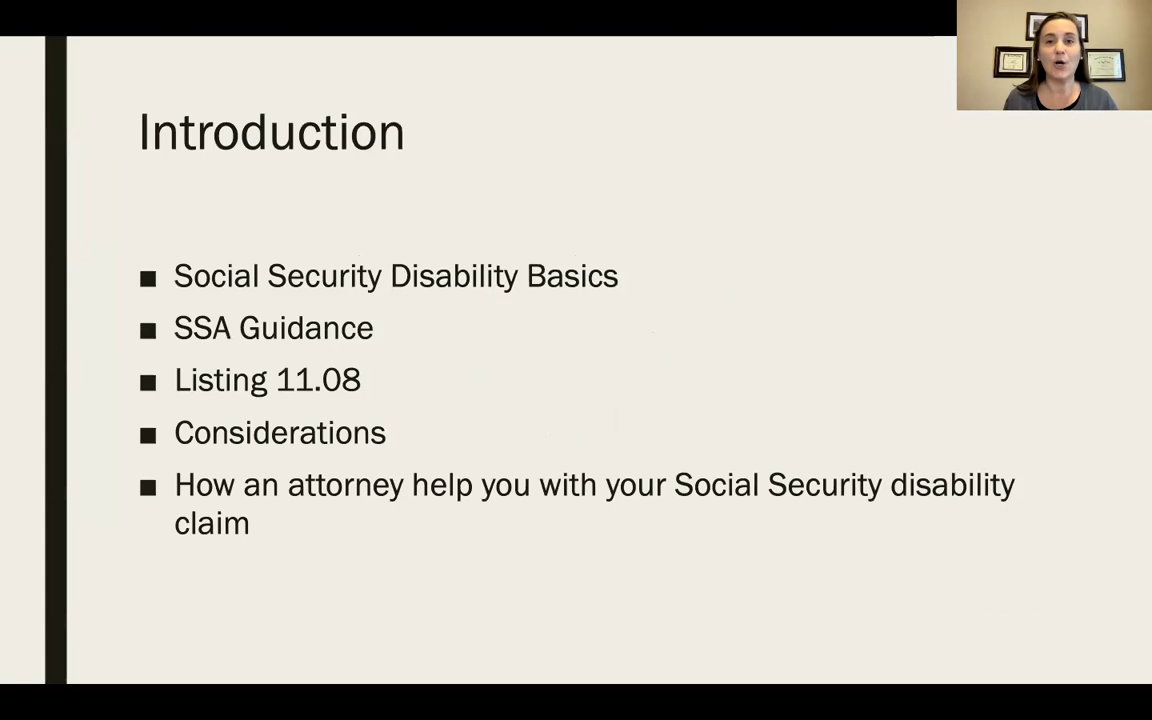 Introduction
■ Social Security Disability Basics
■ SSA Guidance
■ Listing 11.08
■ Considerations
■ How an attorney help you with your Social Security disability
claim